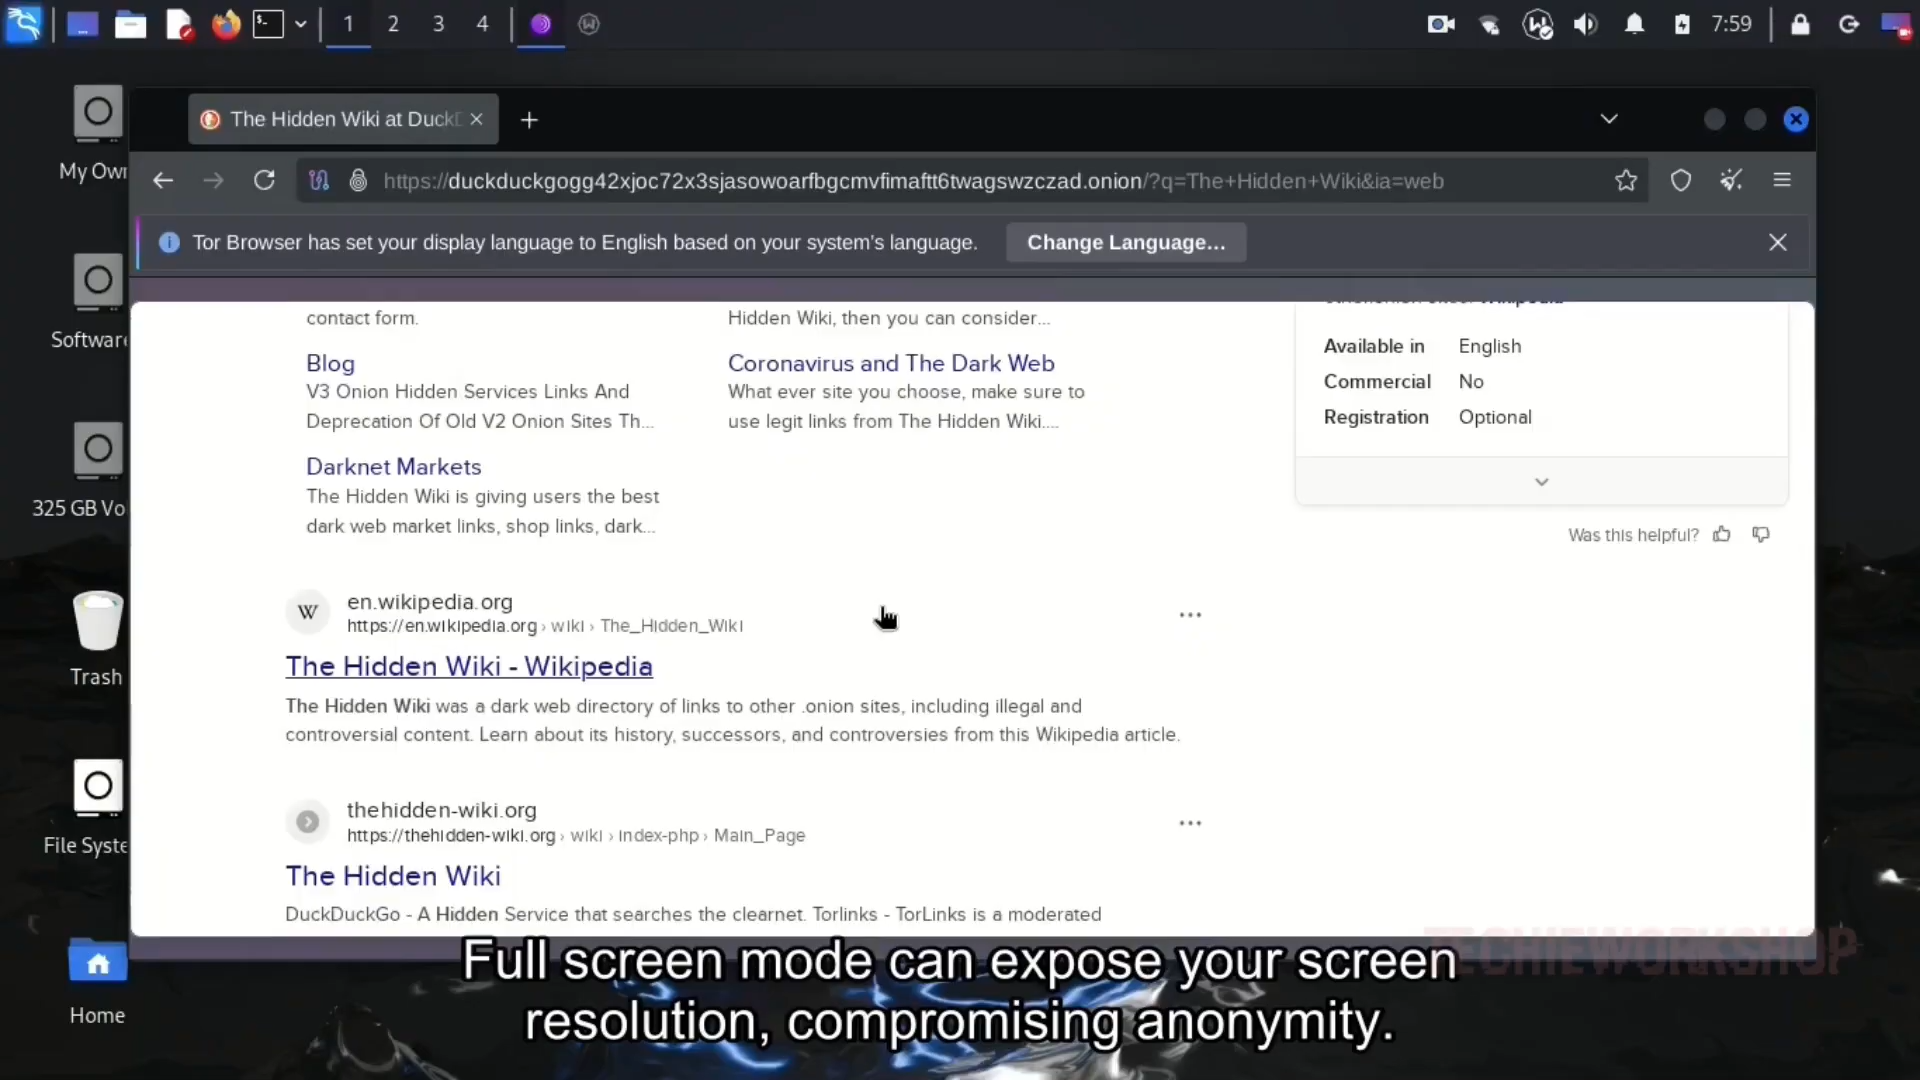 1 2 3 4
7:59
My Own
Software
325 GB Vo
Trash
File Syste
Home
The Hidden Wiki at DuckD
https://duckduckgogg42xjoc72x3sjasowoarfbgcmvfimaftt6twagswzczad.onion/?q=The+Hidden+Wiki&ia=web
Tor Browser has set your display language to English based on your system's language.
Change Language...
contact form.
Hidden Wiki, then you can consider...
Blog
V3 Onion Hidden Services Links And
Deprecation Of Old V2 Onion Sites Th...
Coronavirus and The Dark Web
What ever site you choose, make sure to
use legit links from The Hidden Wiki....
Darknet Markets
The Hidden Wiki is giving users the best
dark web market links, shop links, dark...
Available in English
Commercial No
Registration Optional
Was this helpful?
W
en.wikipedia.org
https://en.wikipedia.org › wiki › The_Hidden_Wiki
The Hidden Wiki - Wikipedia
The Hidden Wiki was a dark web directory of links to other .onion sites, including illegal and
controversial content. Learn about its history, successors, and controversies from this Wikipedia article.
thehidden-wiki.org
https://thehidden-wiki.org › wiki › index-php › Main_Page
The Hidden Wiki
DuckDuckGo - A Hidden Service that searches the clearnet. Torlinks - TorLinks is a moderated
TECHIEWORKSHOP
Full screen mode can expose your screen
resolution, compromising anonymity.